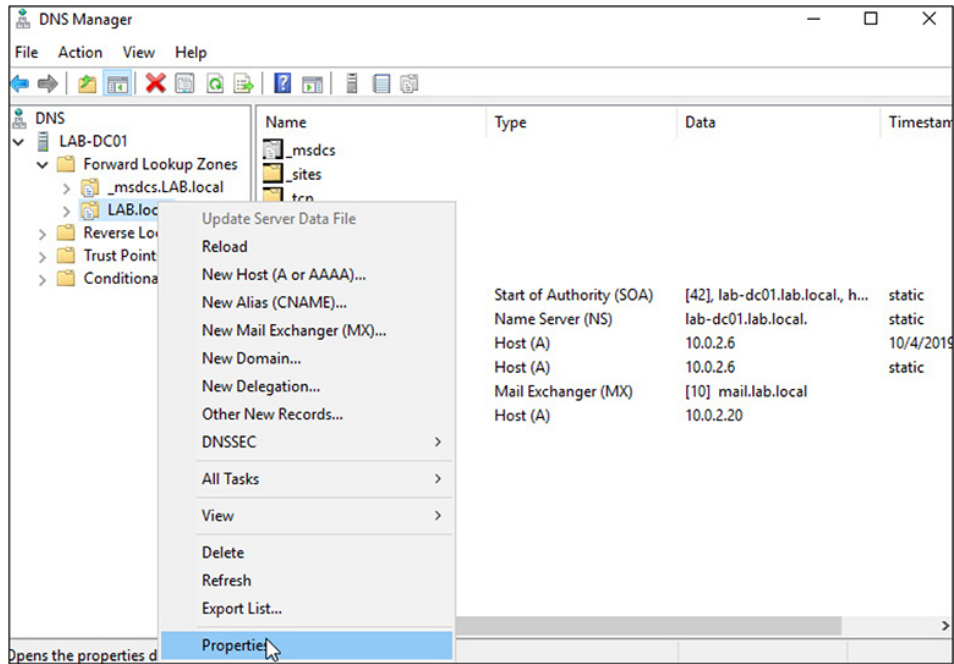 DNS Manager
File Action View Help
DNS
LAB-DC01
Forward Lookup Zones
_msdcs.LAB.local
LAB.loc
Reverse Lo
Trust Point
Conditiona
Name Type Data Timestam
_msdcs
_sites
_tcp
Start of Authority (SOA) [42], lab-dc01.lab.local., h... static
Name Server (NS) lab-dc01.lab.local. static
Host (A) 10.0.2.6 10/4/2019
Host (A) 10.0.2.6 static
Mail Exchanger (MX) [10] mail.lab.local
Host (A) 10.0.2.20
Update Server Data File
Reload
New Host (A or AAAA)...
New Alias (CNAME)...
New Mail Exchanger (MX)...
New Domain...
New Delegation...
Other New Records...
DNSSEC
All Tasks
View
Delete
Refresh
Export List...
Properties
Opens the properties d